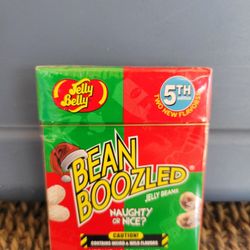 Jelly
Belly
5TH
edition
TWO NEW FLAVORS!
BEAN
BOOZLED
JELLY BEANS
NAUGHTY
OR NICE?
CAUTION!
CONTAINS WEIRD & WILD FLAVORS